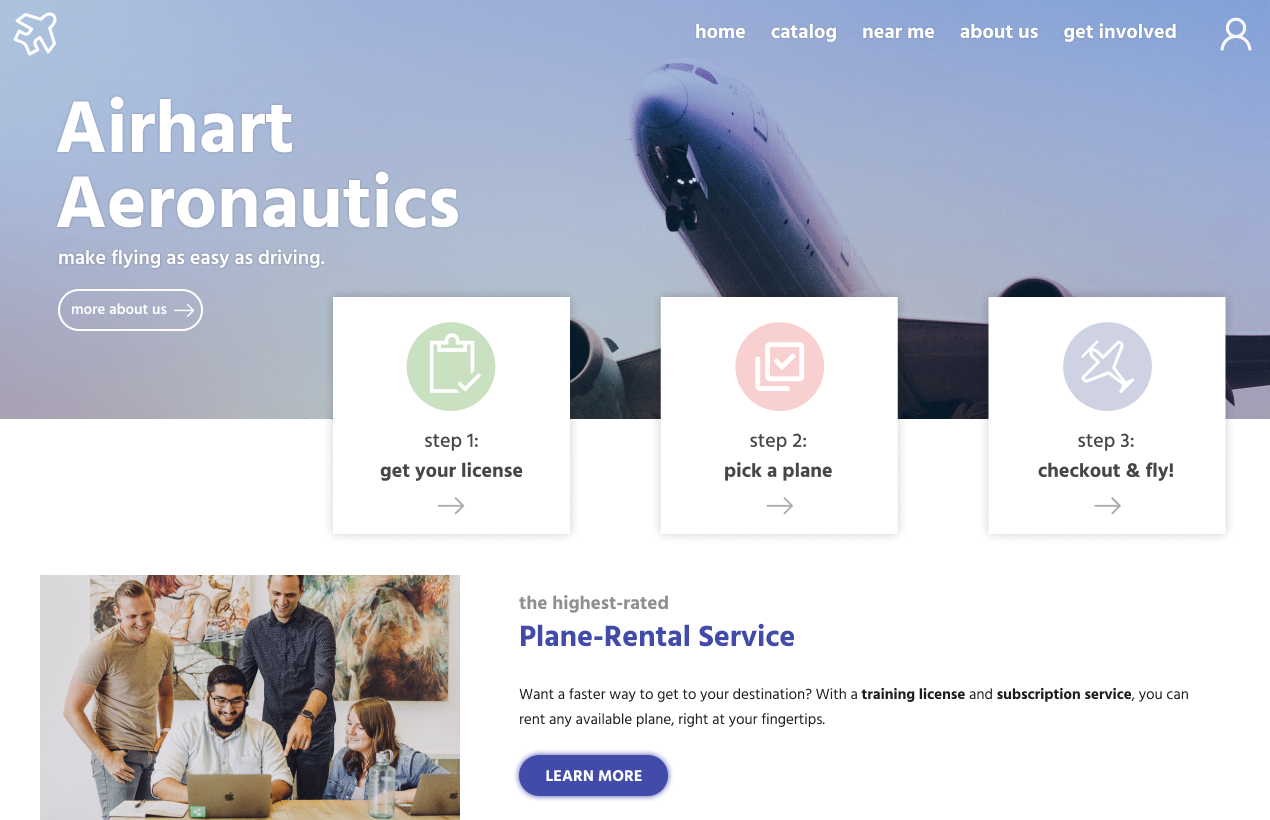 home catalog near me about us get involved
Airhart
Aeronautics
make flying as easy as driving.
more about us
step 1:
get your license
step 2:
pick a plane
step 3:
checkout & fly!
the highest-rated
Plane-Rental Service
Want a faster way to get to your destination? With a training license and subscription service, you can
rent any available plane, right at your fingertips.
LEARN MORE